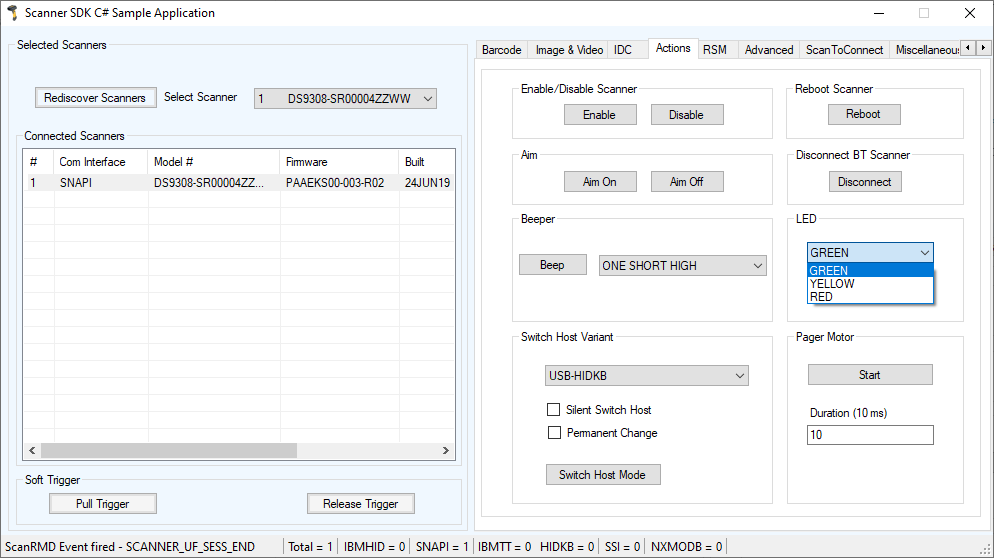 Scanner SDK C# Sample Application
Selected Scanners
Rediscover Scanners Select Scanner 1 DS9308-SR00004ZZWW
Connected Scanners
# Com Interface Model # Firmware Built
1 SNAPI DS9308-SR00004ZZ... PAAEKS00-003-R02 24JUN19
Soft Trigger
Pull Trigger Release Trigger
Barcode Image & Video IDC Actions RSM Advanced ScanToConnect Miscellaneous
Enable/Disable Scanner
Enable Disable
Reboot Scanner
Reboot
Aim
Aim On Aim Off
Disconnect BT Scanner
Disconnect
Beeper
Beep ONE SHORT HIGH
LED
GREEN
GREEN
YELLOW
RED
Switch Host Variant
USB-HIDKB
Silent Switch Host
Permanent Change
Switch Host Mode
Pager Motor
Start
Duration (10 ms)
10
ScanRMD Event fired - SCANNER_UF_SESS_END Total = 1 IBMHID = 0 SNAPI = 1 IBMTT = 0 HIDKB = 0 SSI = 0 NXMODB = 0